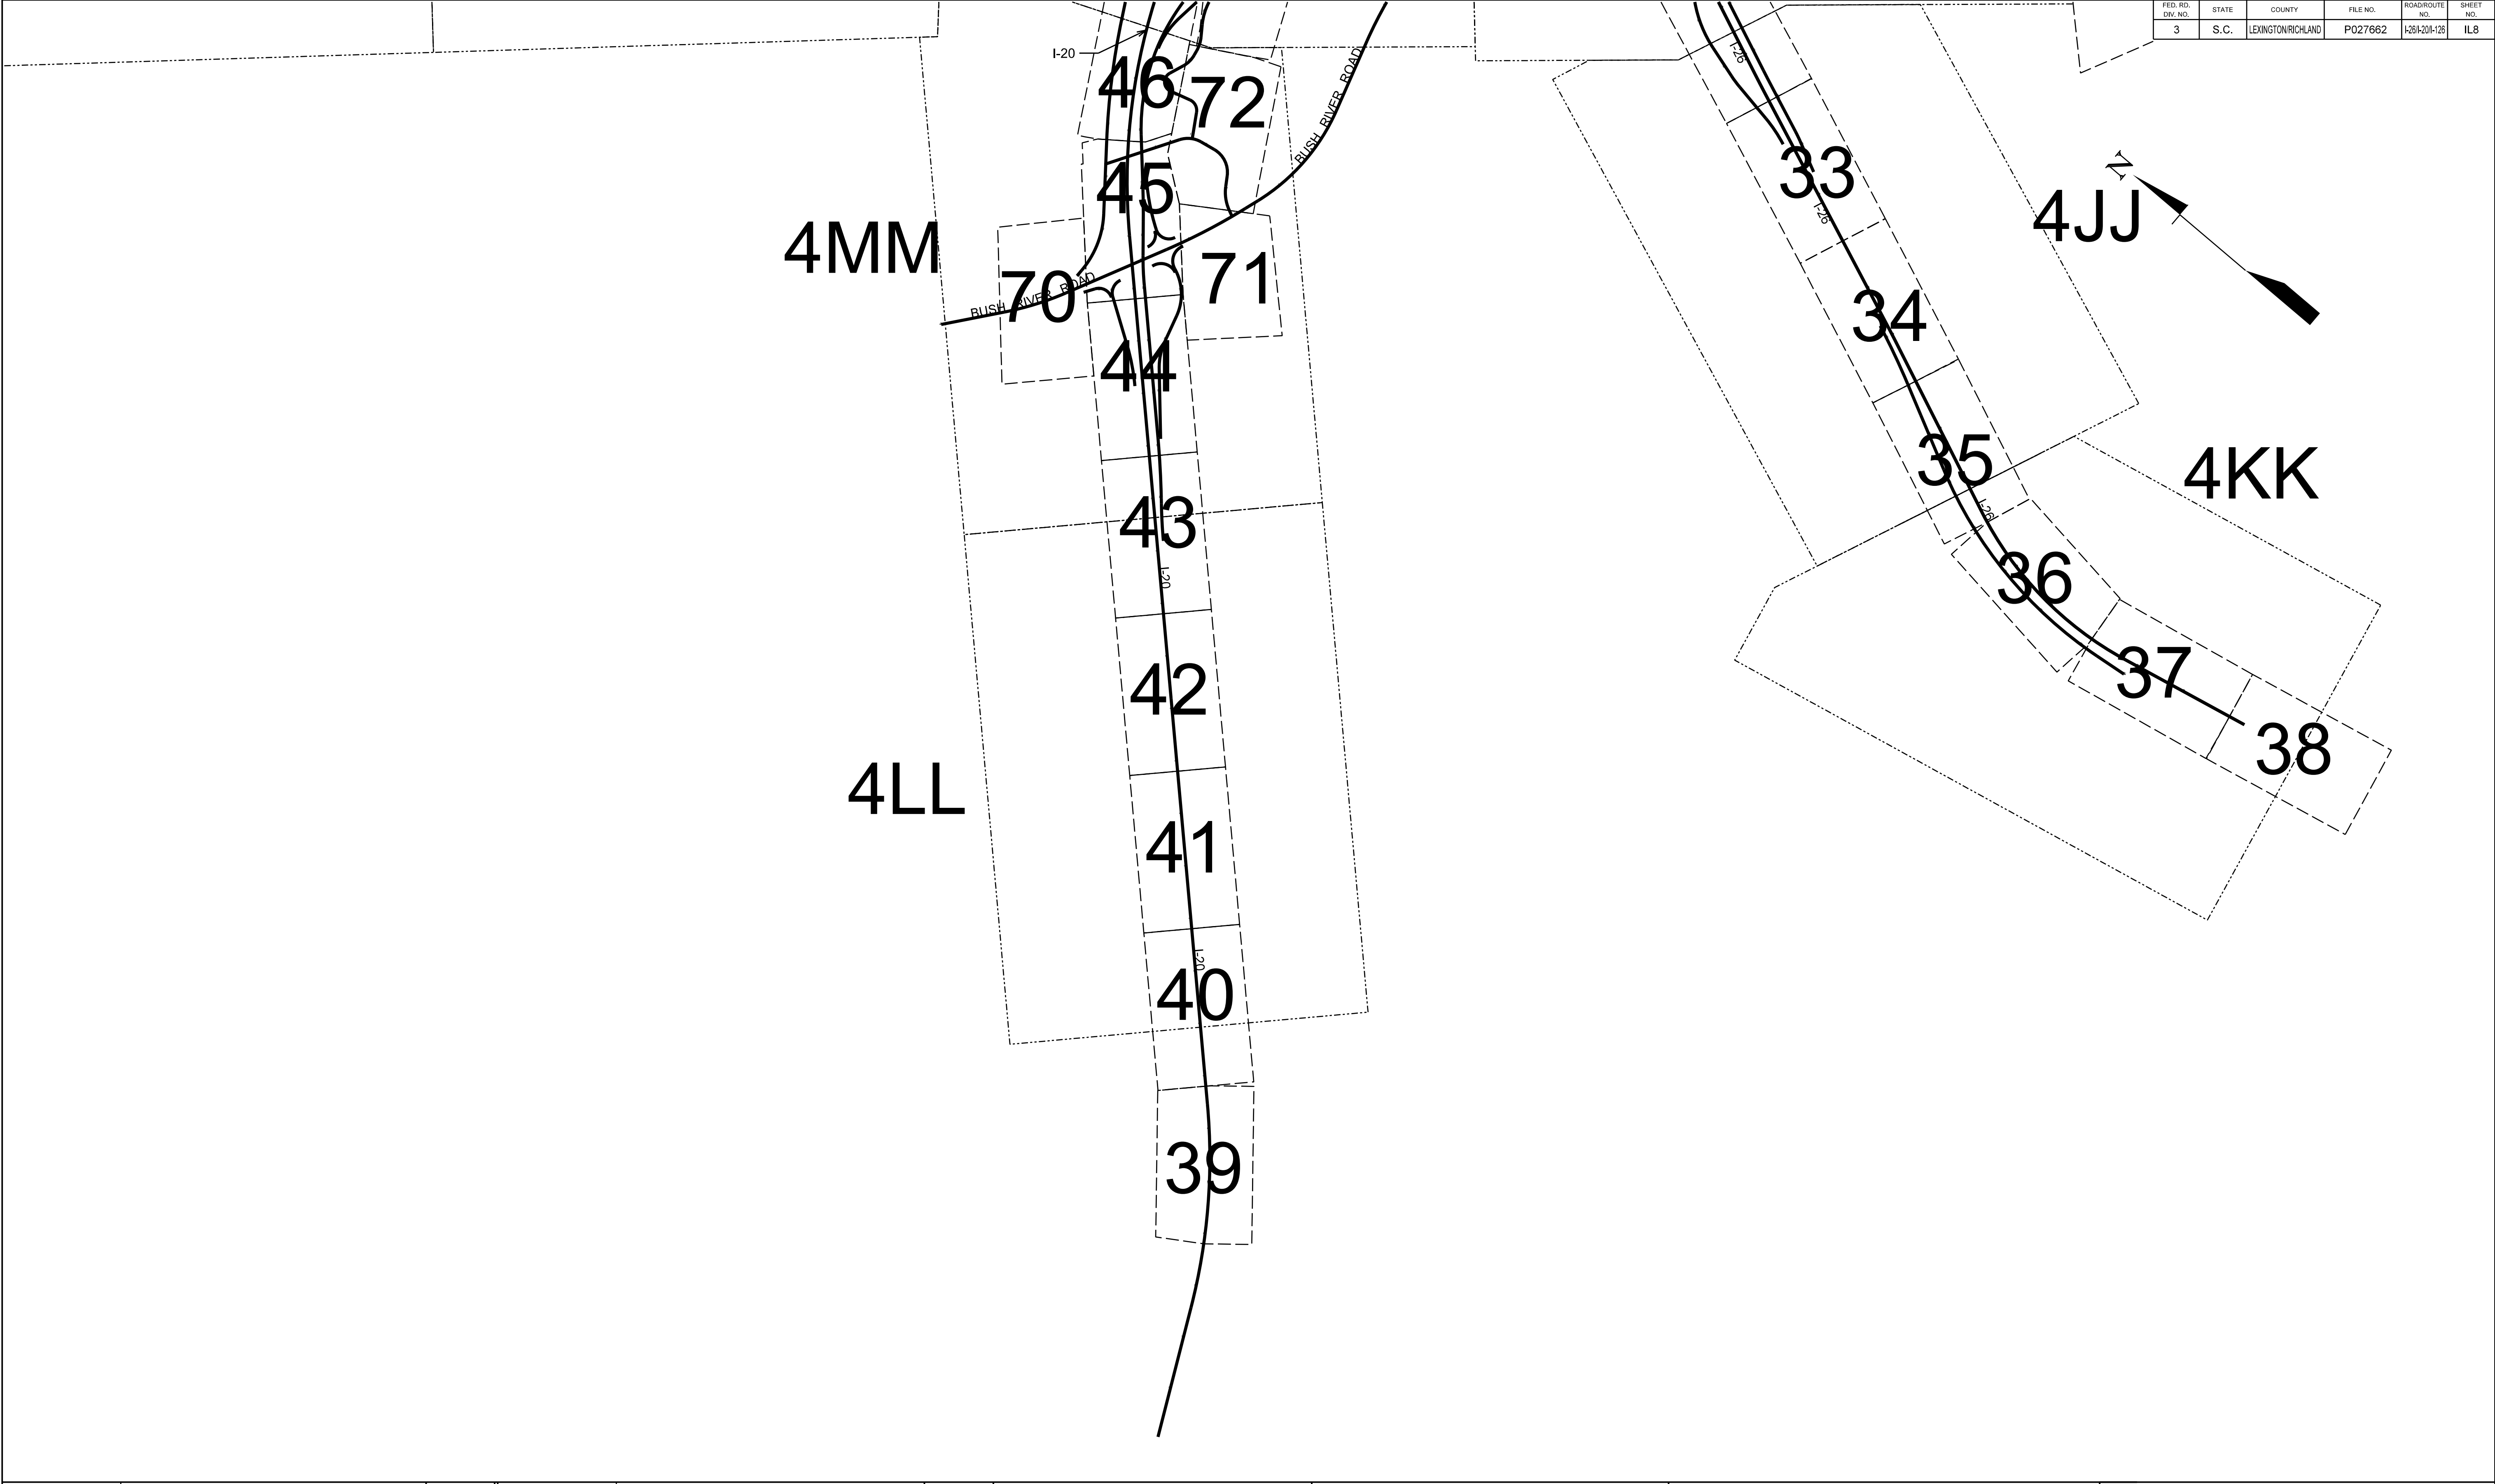 FED. RD. DIV. NO. STATE COUNTY FILE NO. ROAD/ROUTE NO. SHEET NO.
3 S.C. LEXINGTON/RICHLAND P027662 I-26/I-20/I-126 IL8
I-20
46
72
BUSH RIVER ROAD
I-26
33
45
I-26
4JJ
N
4MM
70
BUSH RIVER ROAD
71
34
44
35
4KK
43
I-26
I-20
36
42
37
38
4LL
41
I-20
40
39